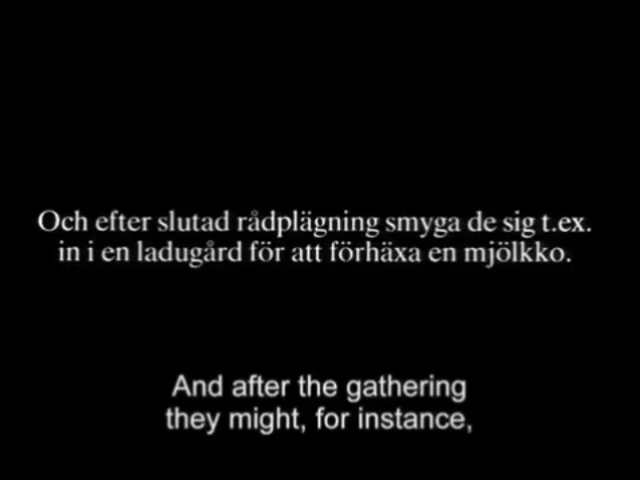 Och efter slutad rådplägning smyga de sig t.ex.
in i en ladugård för att förhäxa en mjölkko.
And after the gathering
they might, for instance,